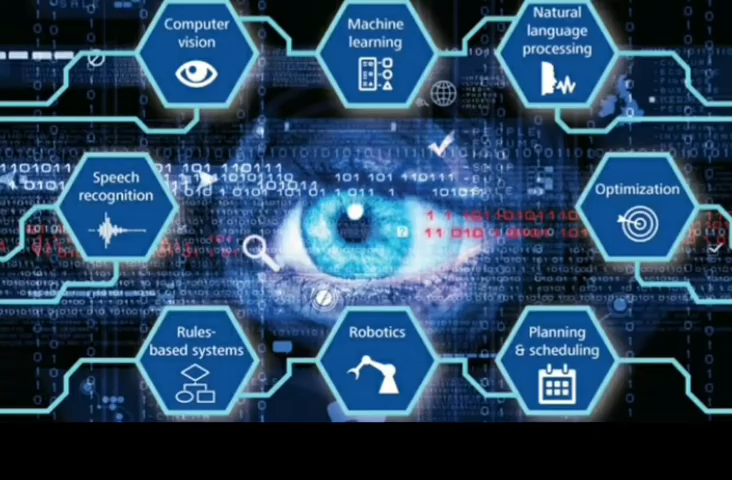 Computer
vision
Machine
learning
Natural
language
processing
Speech
recognition
Optimization
Rules-
based systems
Robotics
Planning
& scheduling